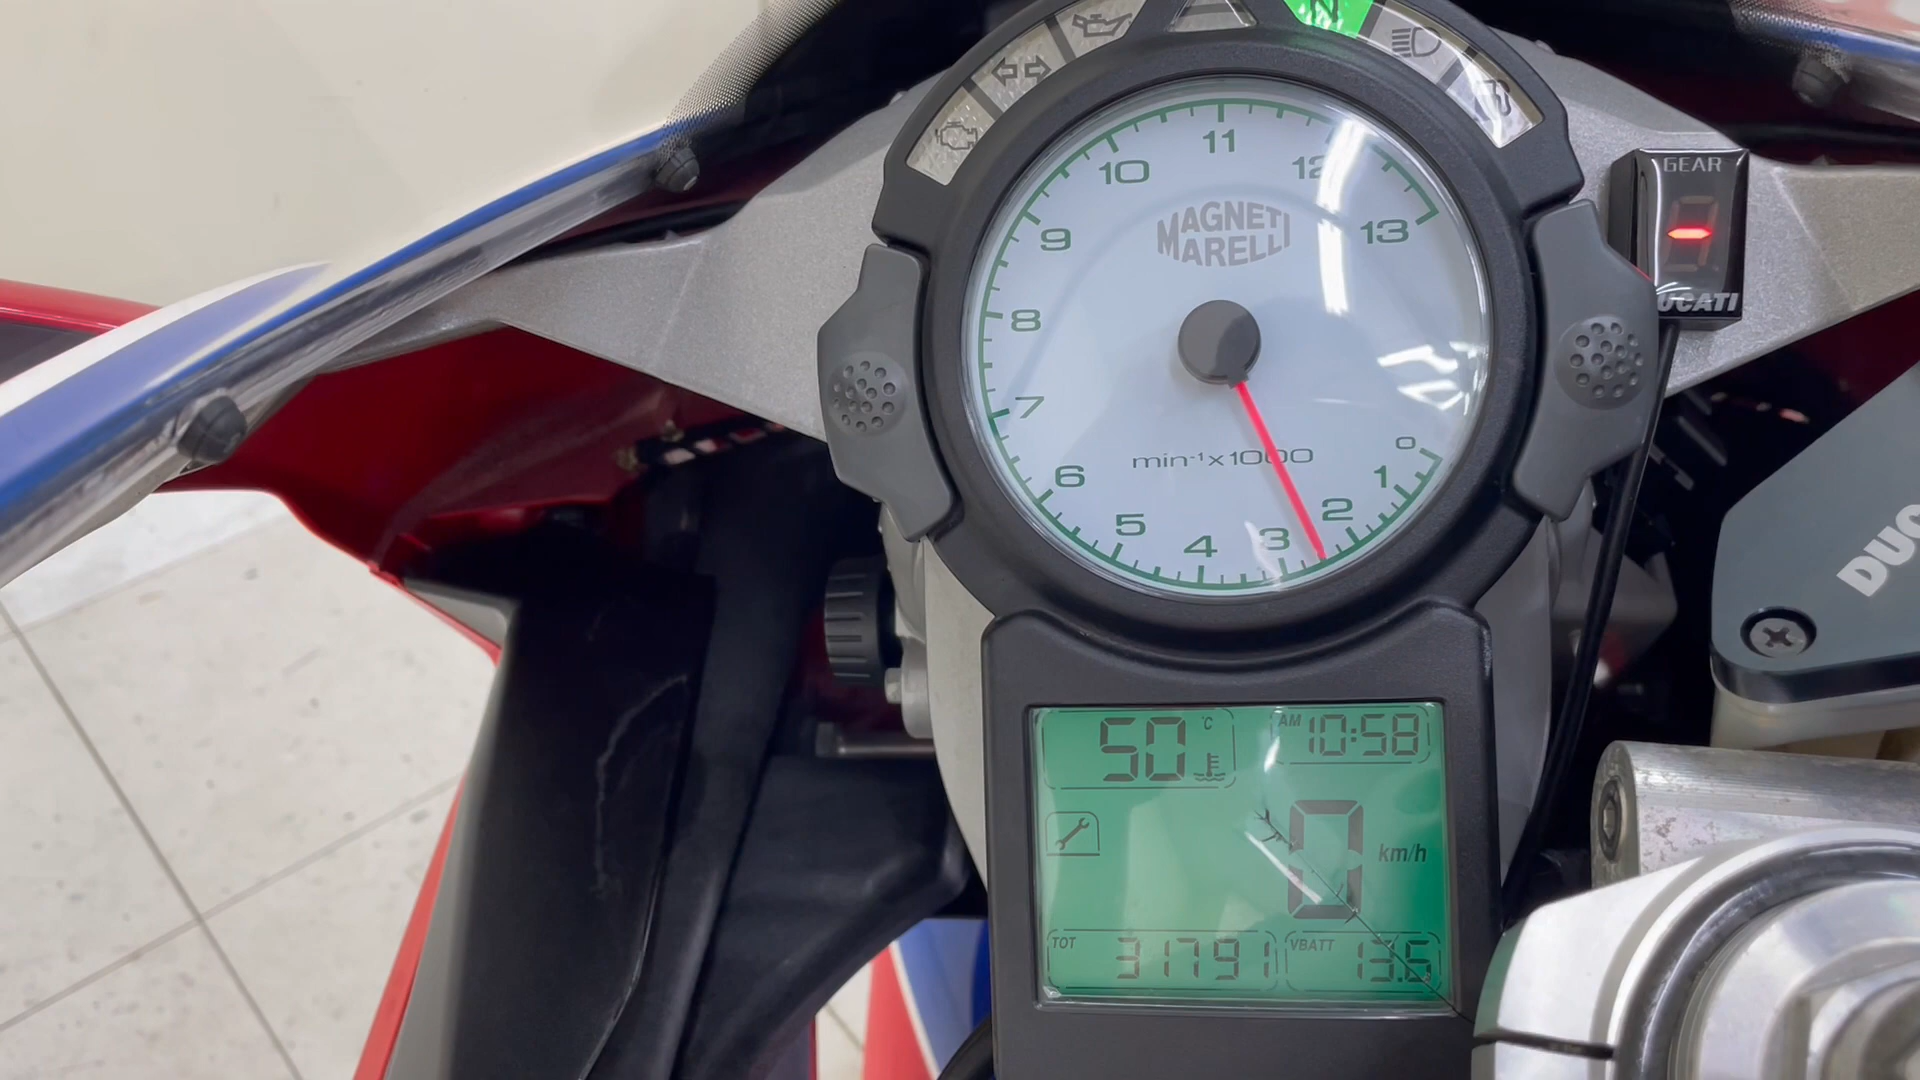 N
GEAR
DUCATI
11
10
12
9
13
8
7
6
5
4
3
2
1
0
MAGNETI
MARELLI
min⁻¹x1000
DUC
50 °C
AM 10:58
0 km/h
TOT 31791
VBATT 13.6